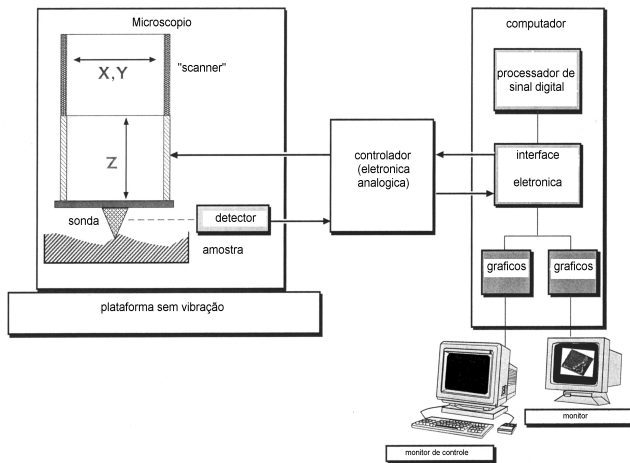 Microscopio
"scanner"
X,Y
Z
sonda
detector
amostra
plataforma sem vibração
controlador
(eletronica
analogica)
computador
processador de
sinal digital
interface
eletronica
graficos
graficos
monitor de controle
monitor